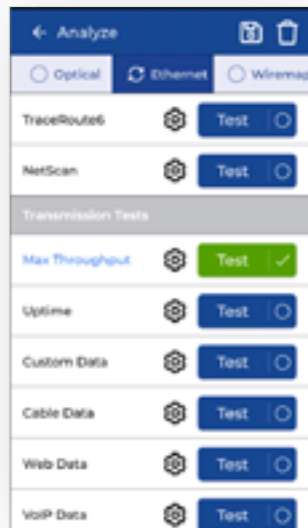 Analyze
Optical
Ethernet
Wiremap
TraceRoute6 Test
NetScan Test
Transmission Tests
Max Throughput Test
Uptime Test
Custom Data Test
Cable Data Test
Web Data Test
VoIP Data Test